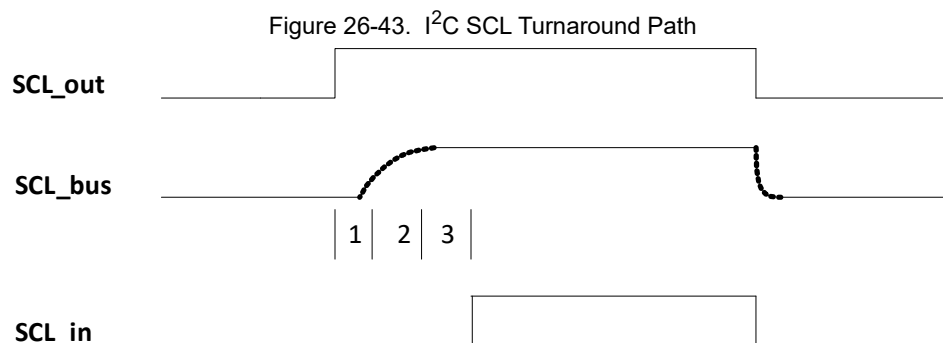 Figure 26-43. I²C SCL Turnaround Path
SCL_out
SCL_bus
1 2 3
SCL_in